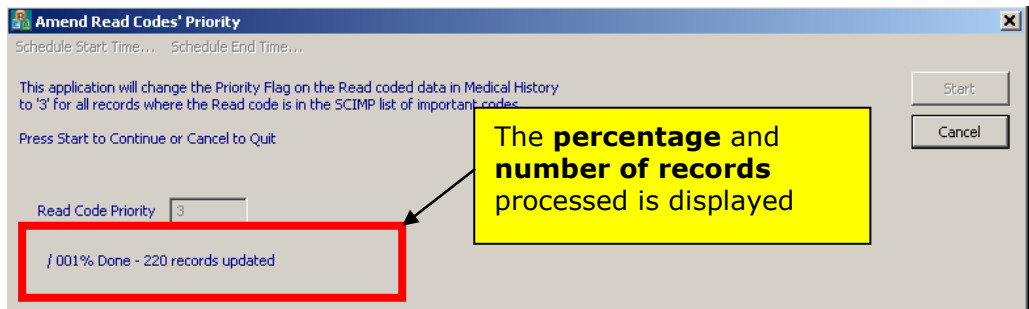 Amend Read Codes' Priority
Schedule Start Time... Schedule End Time...
This application will change the Priority Flag on the Read coded data in Medical History
to '3' for all records where the Read code is in the SCIMP list of important codes
Start
Press Start to Continue or Cancel to Quit
Cancel
The percentage and
number of records
processed is displayed
Read Code Priority 3
/ 001% Done - 220 records updated